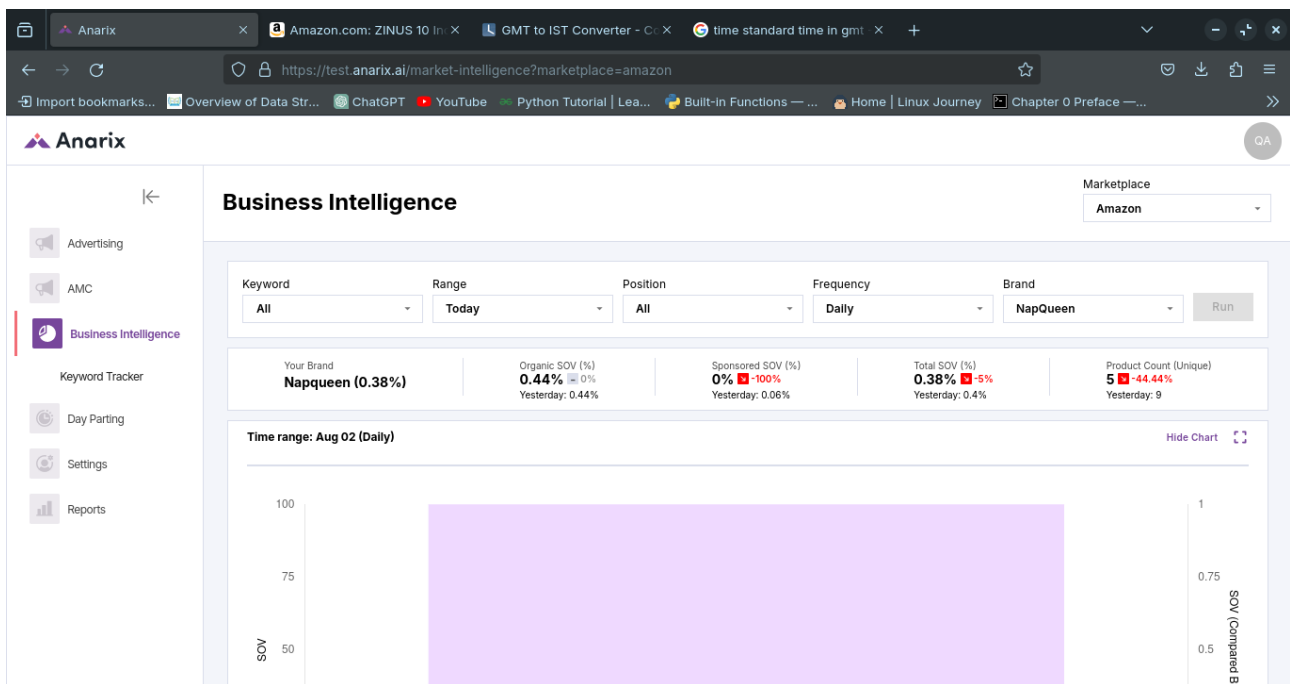 Anarix
Amazon.com: ZINUS 10 In
GMT to IST Converter - Co
time standard time in gmt -
https://test.anarix.ai/market-intelligence?marketplace=amazon
Import bookmarks...
Overview of Data Str...
ChatGPT
YouTube
Python Tutorial | Lea...
Built-in Functions — ...
Home | Linux Journey
Chapter 0 Preface —...
Anarix
QA
Business Intelligence
Marketplace
Amazon
Advertising
AMC
Business Intelligence
Keyword Tracker
Day Parting
Settings
Reports
Keyword
Range
Position
Frequency
Brand
All
Today
All
Daily
NapQueen
Run
Your Brand
Napqueen (0.38%)
Organic SOV (%)
0.44% 0%
Yesterday: 0.44%
Sponsored SOV (%)
0% -100%
Yesterday: 0.06%
Total SOV (%)
0.38% -5%
Yesterday: 0.4%
Product Count (Unique)
5 -44.44%
Yesterday: 9
Time range: Aug 02 (Daily)
Hide Chart
100
75
50
SOV
1
0.75
0.5
SOV (Compared B